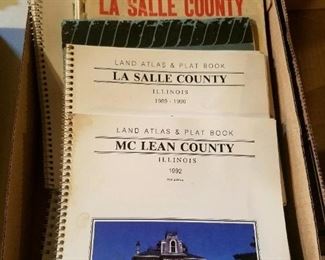 LA SALLE COUNTY
LAND ATLAS & PLAT BOOK
LA SALLE COUNTY
ILLINOIS
1989 - 1990
LAND ATLAS & PLAT BOOK
MC LEAN COUNTY
ILLINOIS
1992